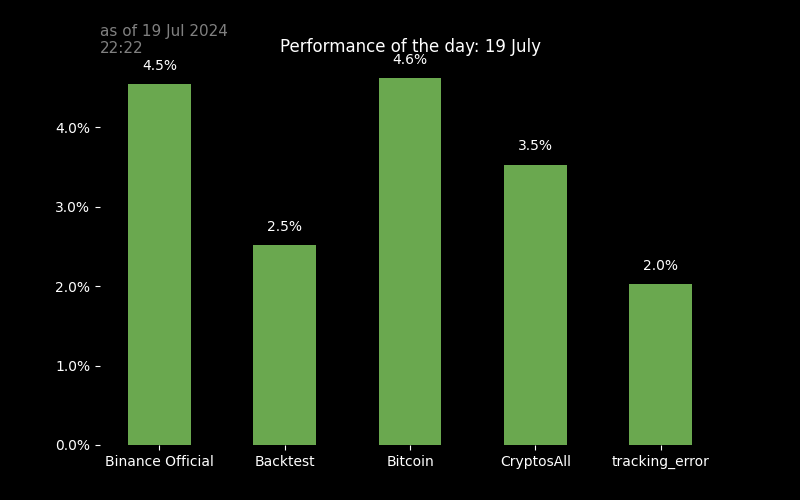 as of 19 Jul 2024
22:22
Performance of the day: 19 July
4.5%
2.5%
4.6%
3.5%
2.0%
4.0%
3.0%
2.0%
1.0%
0.0%
Binance Official
Backtest
Bitcoin
CryptosAll
tracking_error